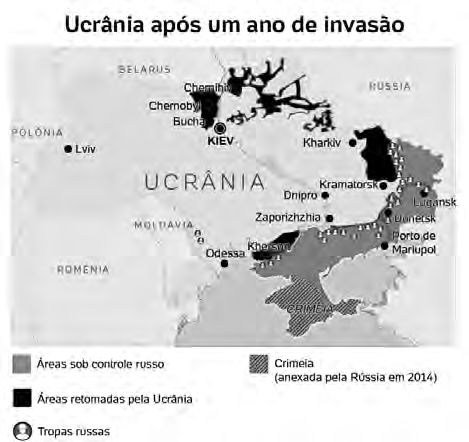 Ucrânia após um ano de invasão
BELARUS
RÚSSIA
Chernihiv
Chernobyl
Bucha
KIEV
POLÔNIA
Lviv
Kharkiv
UCRÂNIA
Kramatorsk
Lugansk
Dnipro
Donetsk
Zaporizhzhia
MOLDÁVIA
Porto de
Mariupol
Kherson
Odessa
ROMÊNIA
CRIMEIA
Áreas sob controle russo
Crimeia
(anexada pela Rússia em 2014)
Áreas retomadas pela Ucrânia
Tropas russas